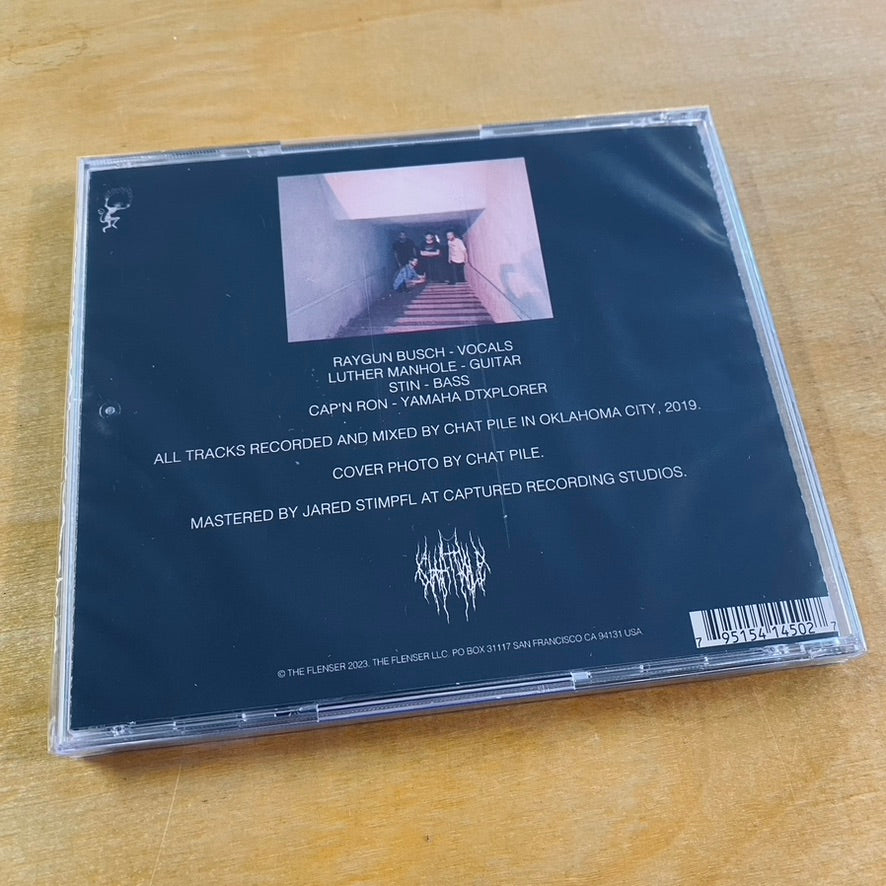 RAYGUN BUSCH - VOCALS
LUTHER MANHOLE - GUITAR
STIN - BASS
CAP'N RON - YAMAHA DTXPLORER
ALL TRACKS RECORDED AND MIXED BY CHAT PILE IN OKLAHOMA CITY, 2019.
COVER PHOTO BY CHAT PILE.
MASTERED BY JARED STIMPFL AT CAPTURED RECORDING STUDIOS.
CHAT PILE
© THE FLENSER 2023. THE FLENSER LLC. PO BOX 31117 SAN FRANCISCO CA 94131 USA
7 95154 14502 7